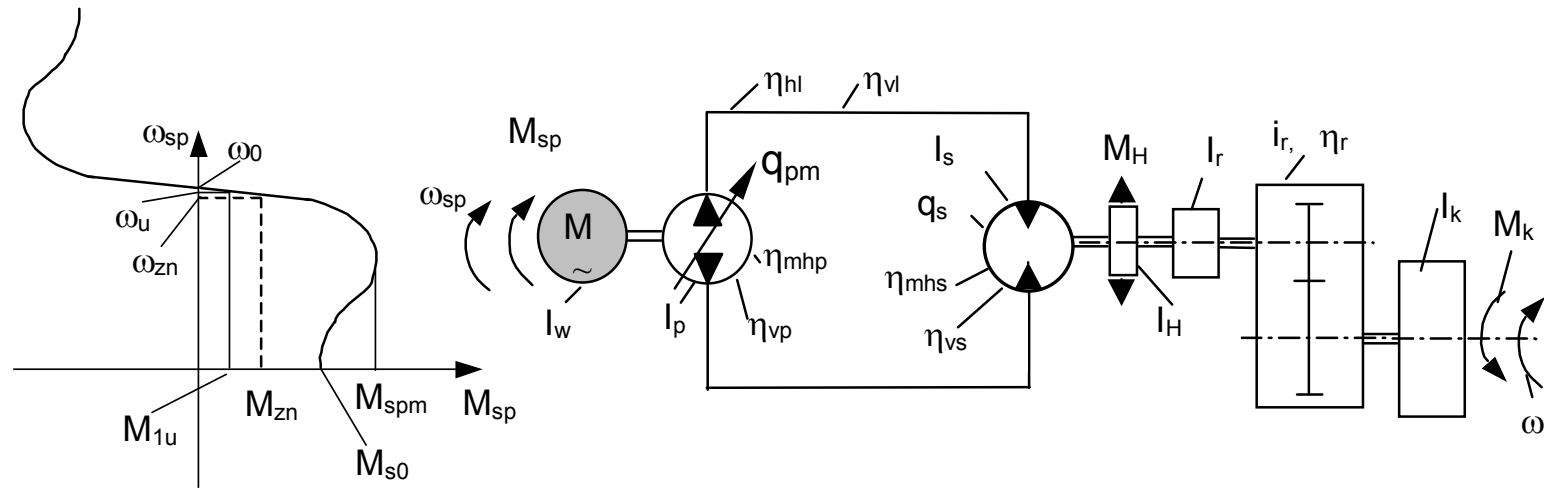 ωsp
ω0
ωu
ωzn
M1u
Mzn
Ms0
Mspm
Msp
Msp
ωsp
M
~
Iw
qpm
Ip
ηmhp
ηvp
ηhl
ηvl
Is
qs
ηmhs
ηvs
MH
IH
Ir
ir, ηr
Ik
Mk
ω